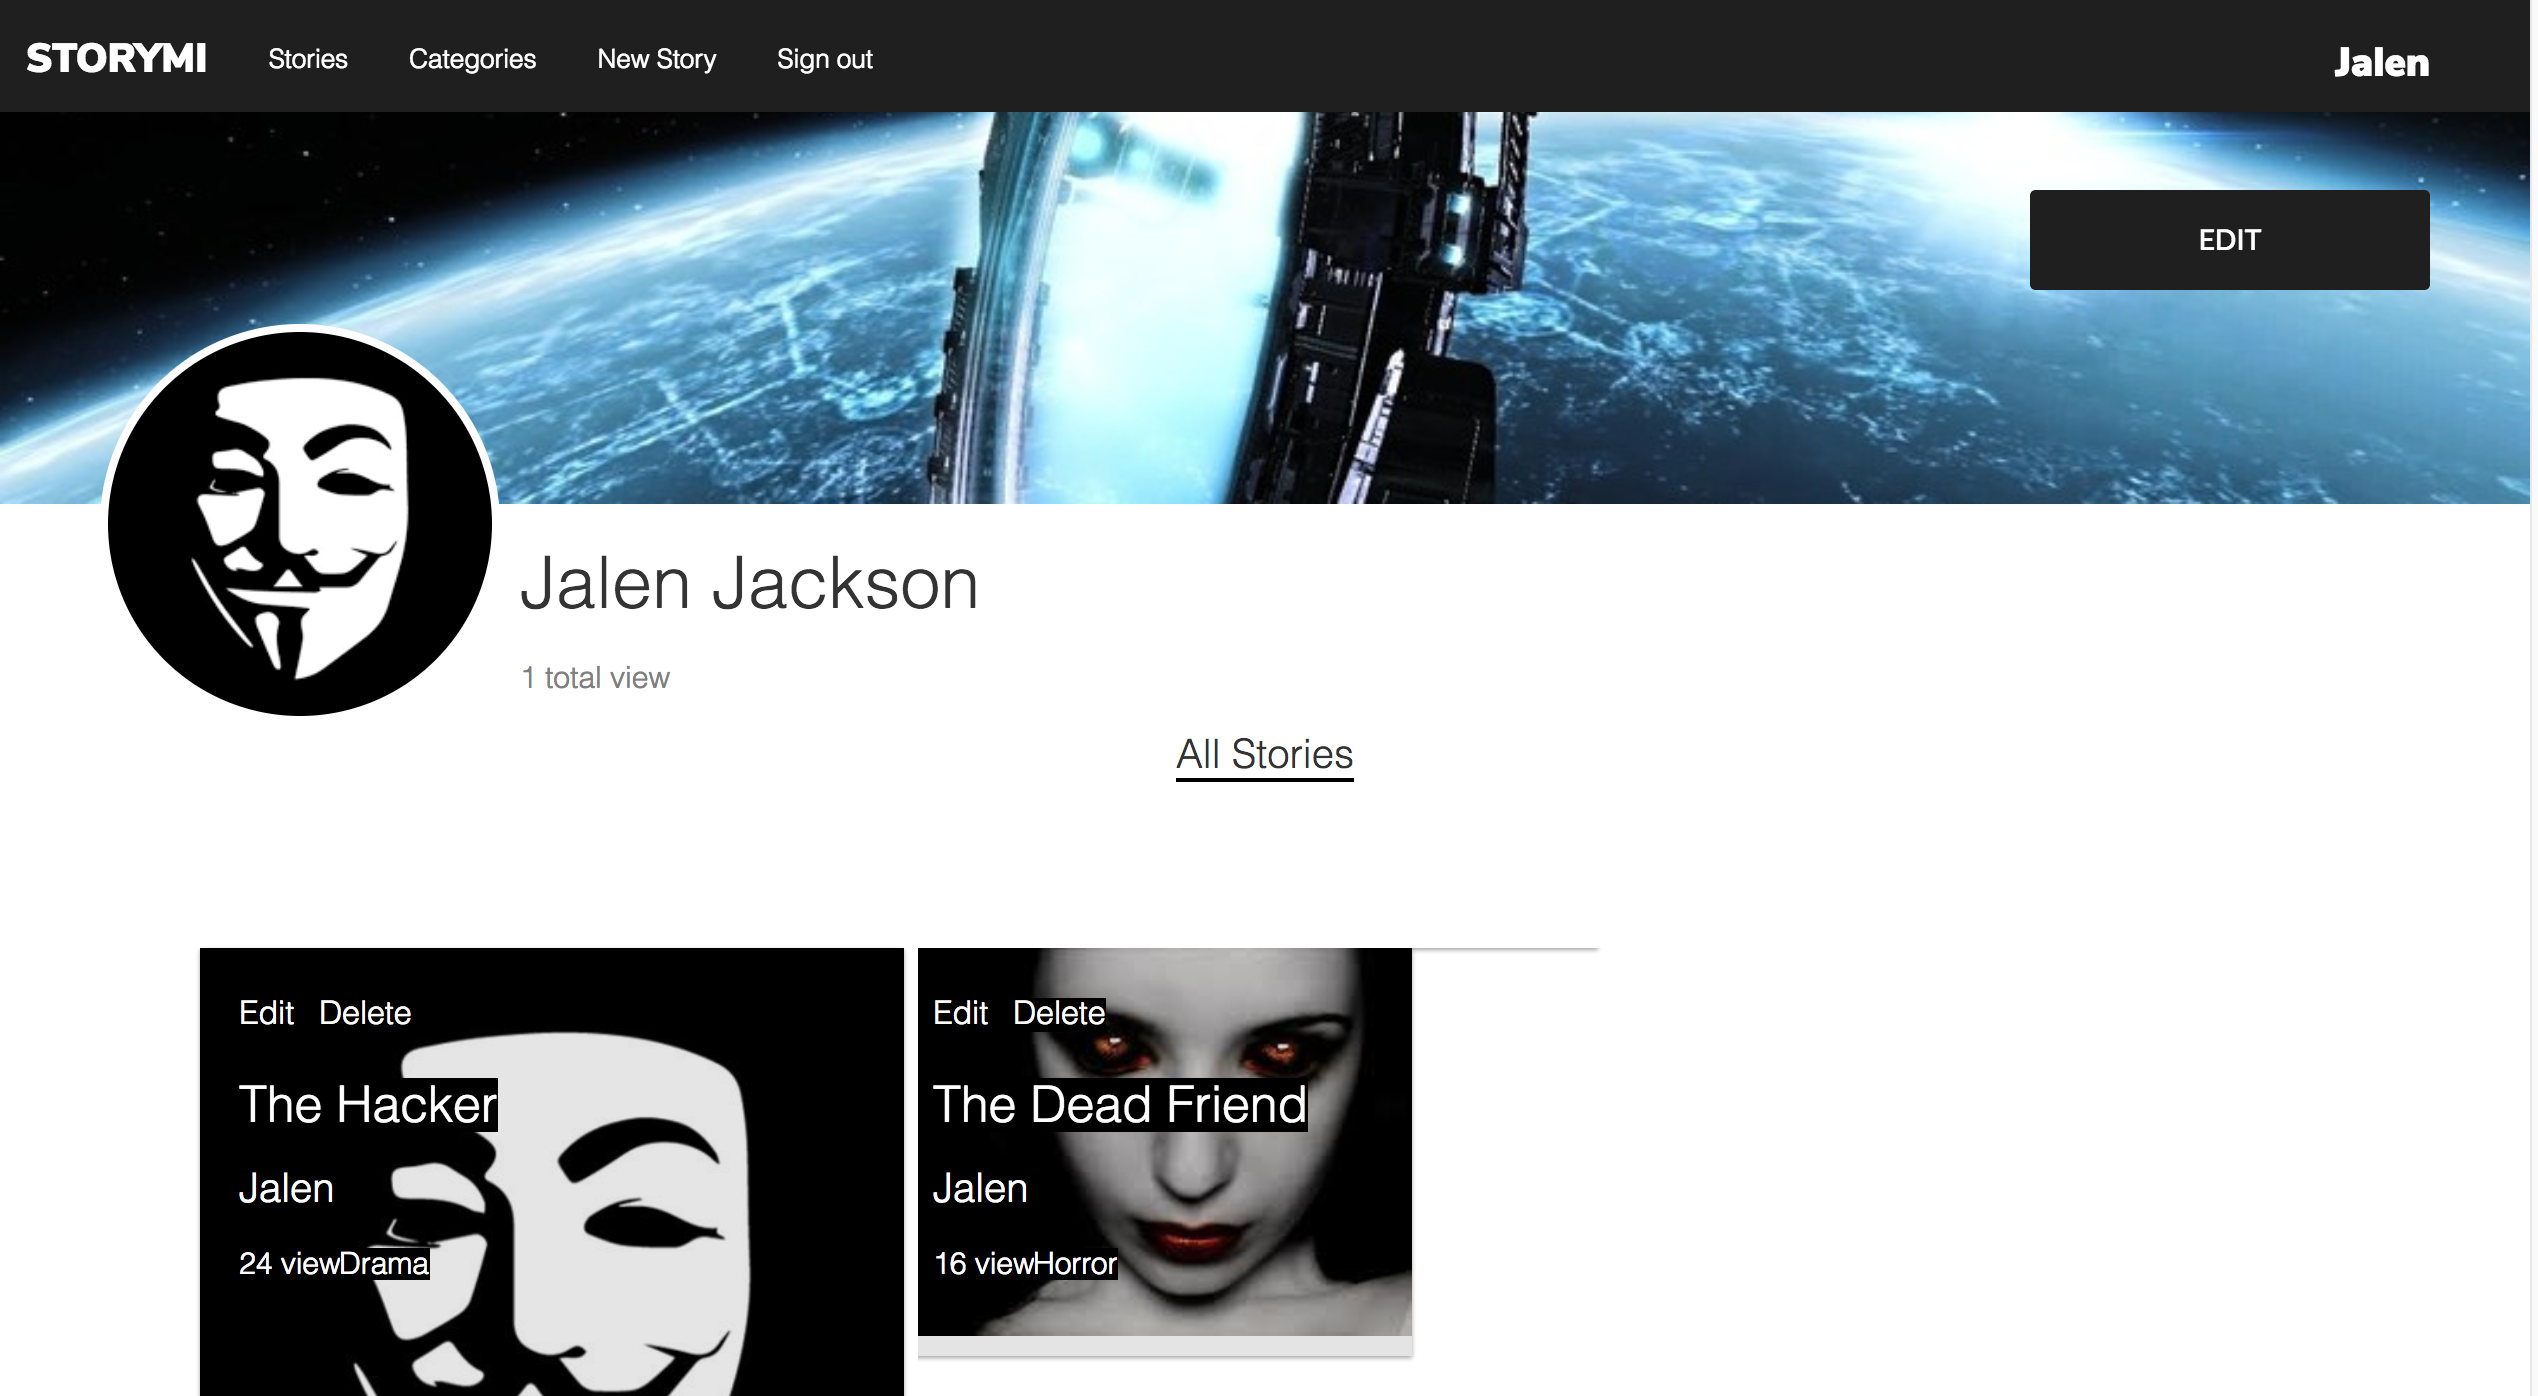 STORYMI Stories Categories New Story Sign out Jalen
EDIT
Jalen Jackson
1 total view
All Stories
Edit Delete
The Hacker
Jalen
24 viewDrama
Edit Delete
The Dead Friend
Jalen
16 viewHorror